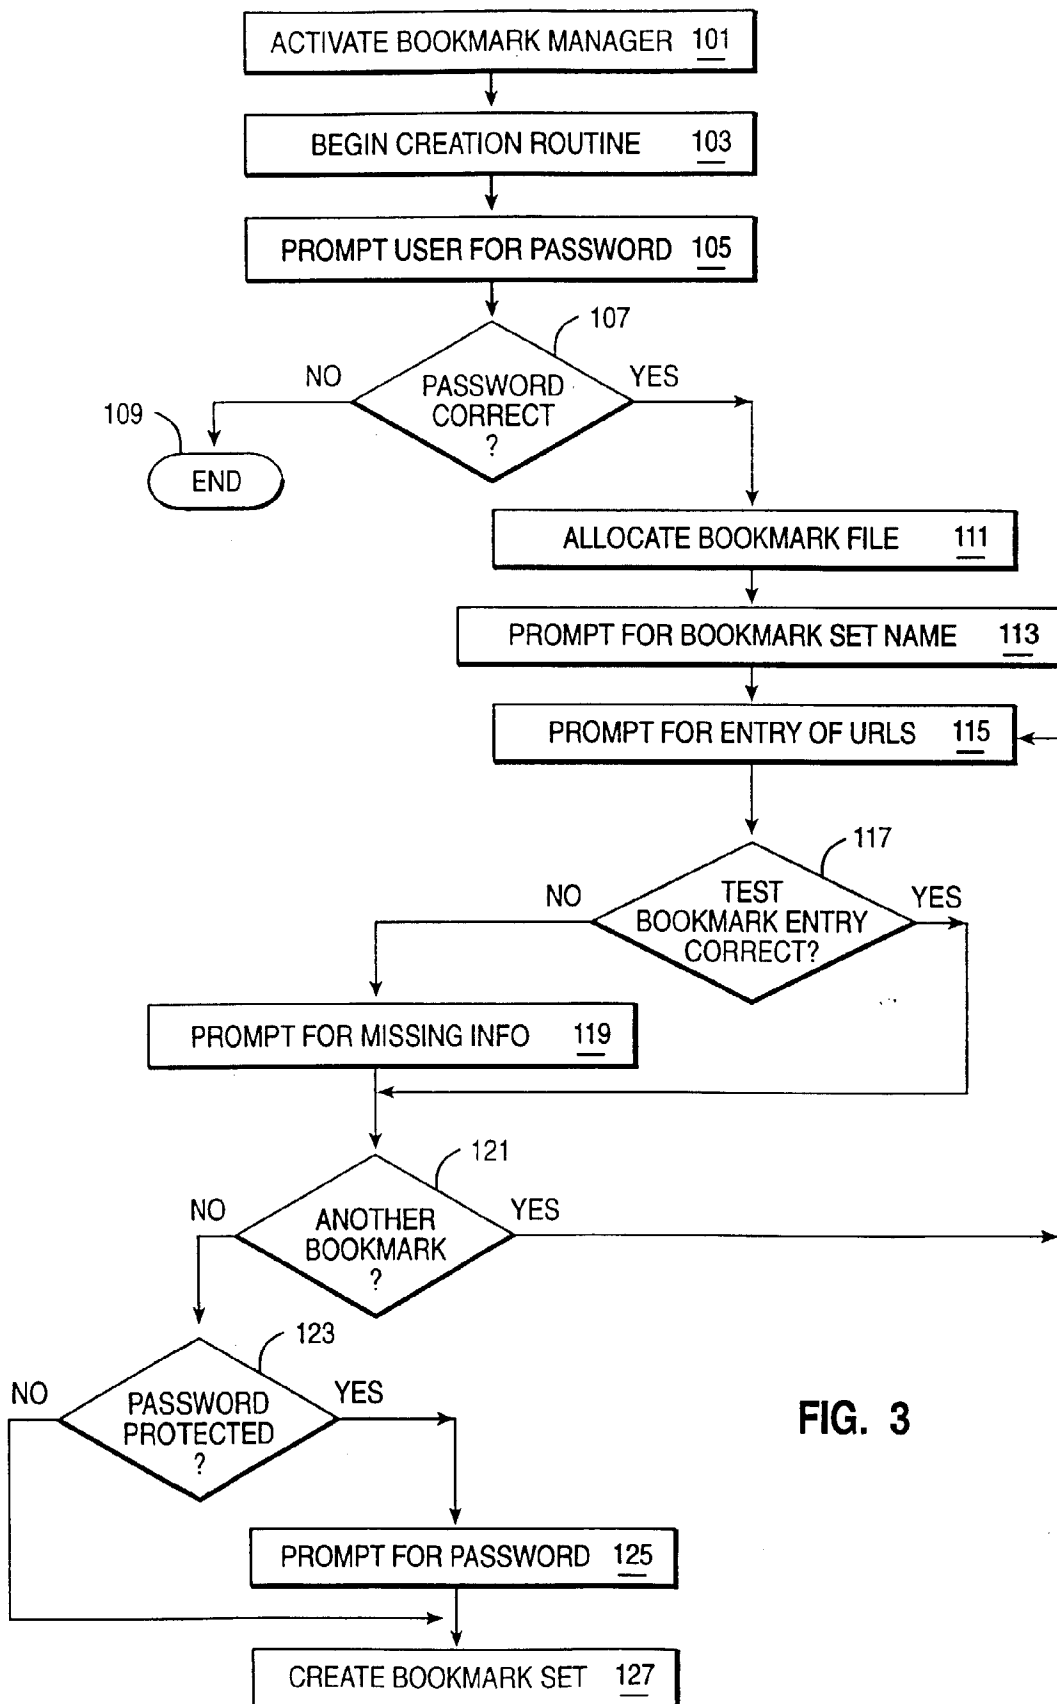 ACTIVATE BOOKMARK MANAGER 101
BEGIN CREATION ROUTINE 103
PROMPT USER FOR PASSWORD 105
107
NO
PASSWORD
CORRECT
?
YES
109
END
ALLOCATE BOOKMARK FILE 111
PROMPT FOR BOOKMARK SET NAME 113
PROMPT FOR ENTRY OF URLS 115
117
NO
TEST
BOOKMARK ENTRY
CORRECT?
YES
PROMPT FOR MISSING INFO 119
121
NO
ANOTHER
BOOKMARK
?
YES
123
NO
PASSWORD
PROTECTED
?
YES
FIG. 3
PROMPT FOR PASSWORD 125
CREATE BOOKMARK SET 127